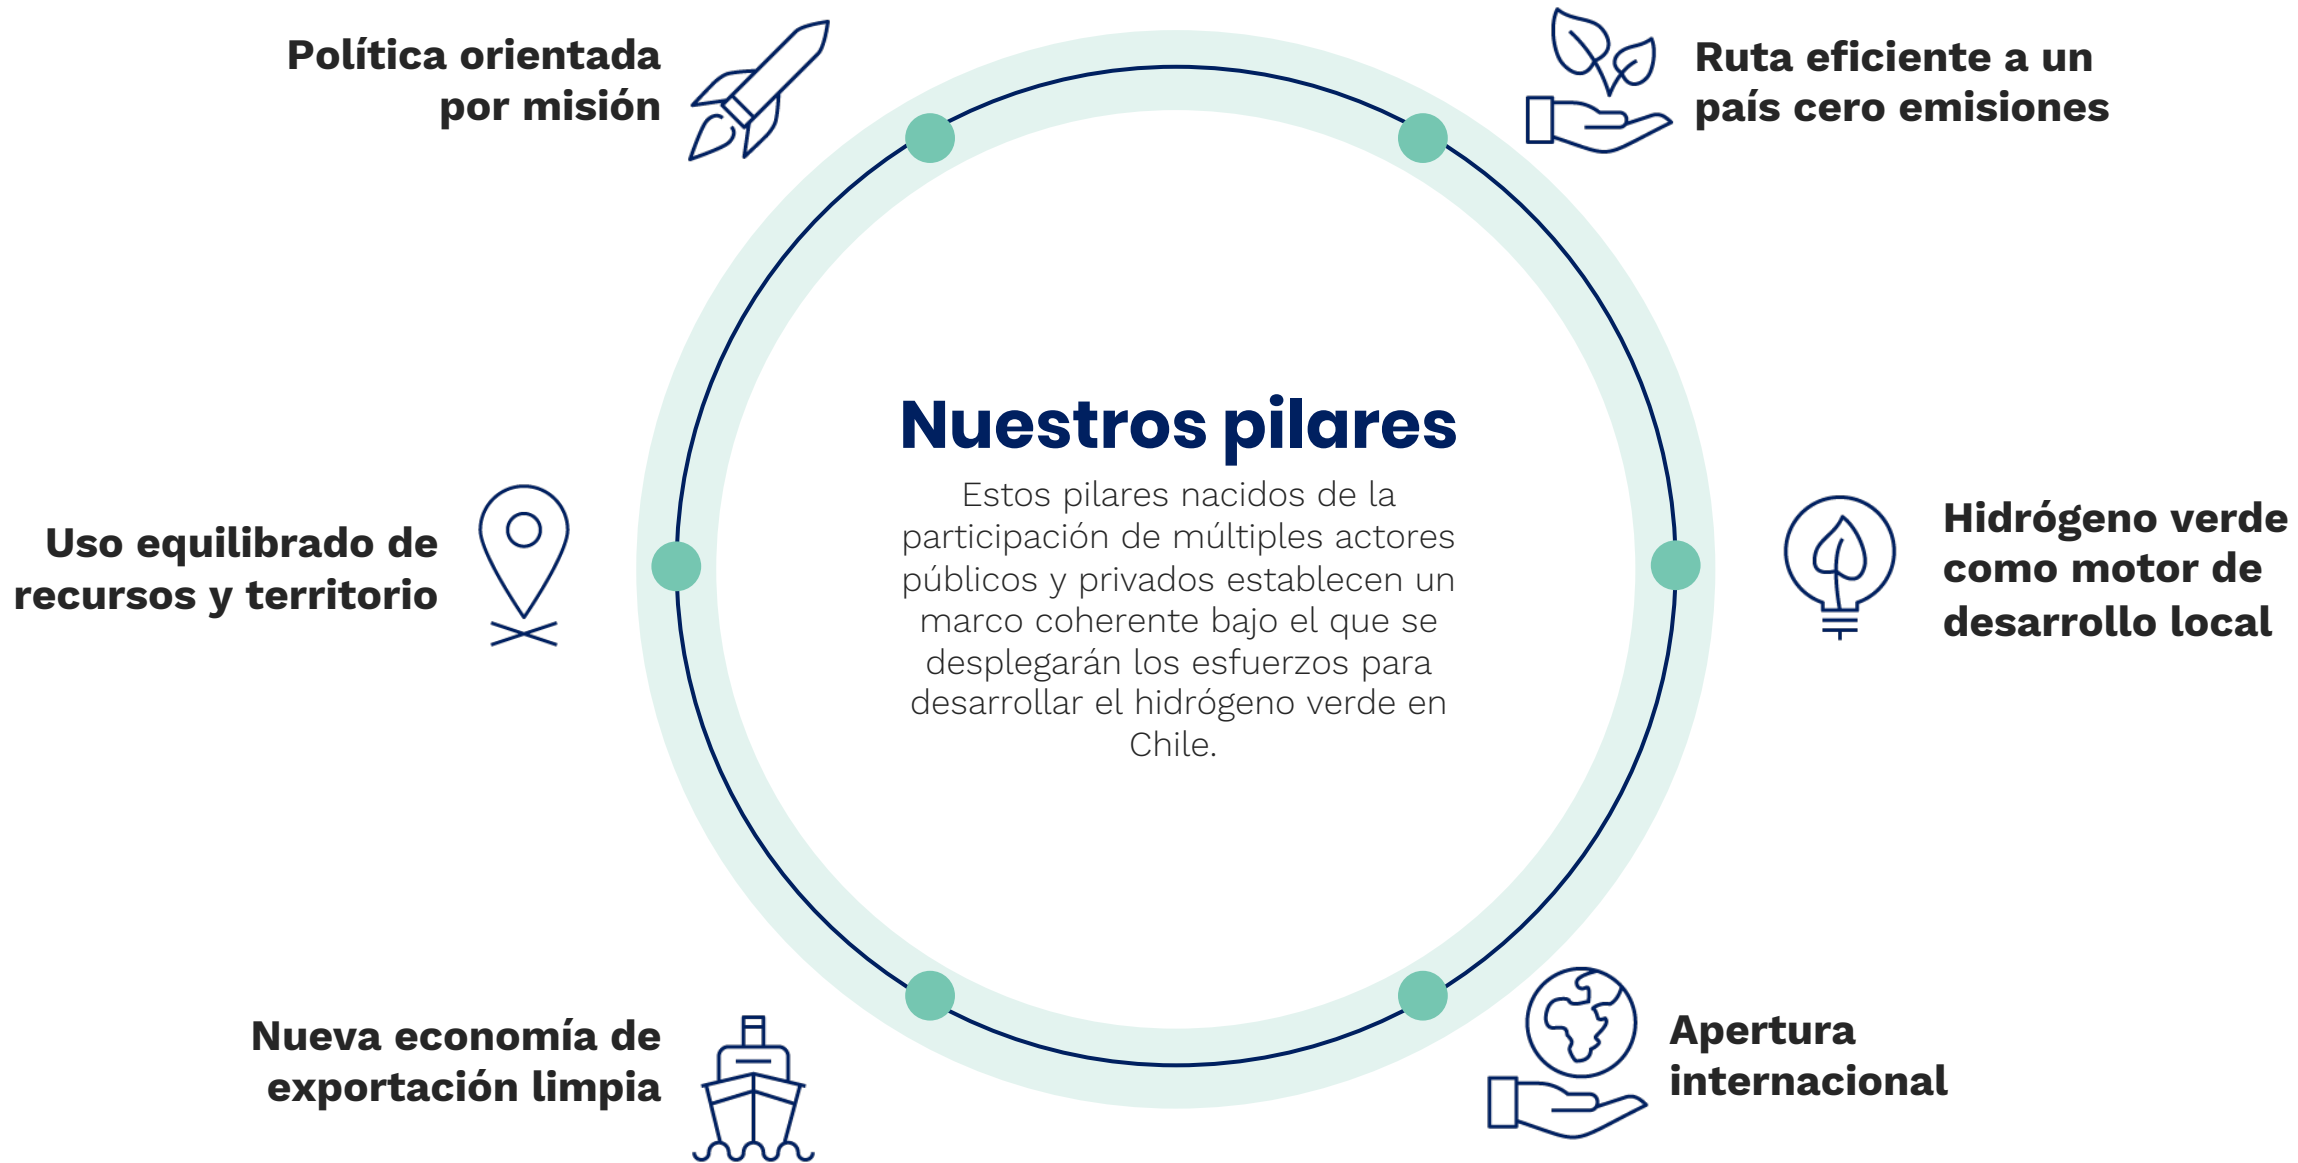 Política orientada
por misión
Ruta eficiente a un
país cero emisiones
Nuestros pilares
Estos pilares nacidos de la
participación de múltiples actores
públicos y privados establecen un
marco coherente bajo el que se
desplegarán los esfuerzos para
desarrollar el hidrógeno verde en
Chile.
Uso equilibrado de
recursos y territorio
Hidrógeno verde
como motor de
desarrollo local
Nueva economía de
exportación limpia
Apertura
internacional